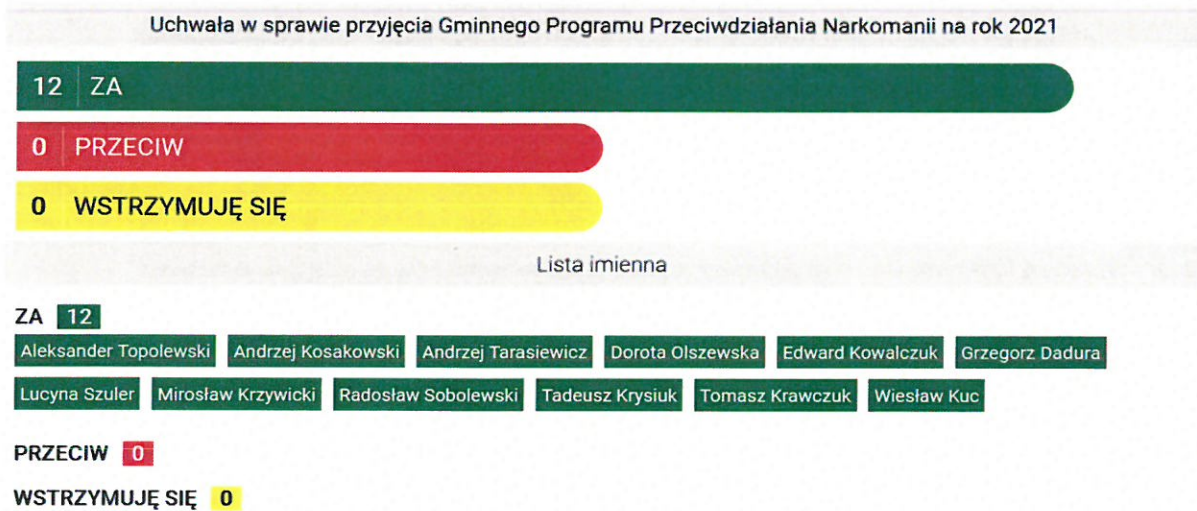 Uchwała w sprawie przyjęcia Gminnego Programu Przeciwdziałania Narkomanii na rok 2021
12 ZA
0 PRZECIW
0 WSTRZYMUJĘ SIĘ
Lista imienna
ZA 12
Aleksander Topolewski Andrzej Kosakowski Andrzej Tarasiewicz Dorota Olszewska Edward Kowalczuk Grzegorz Dadura
Lucyna Szuler Mirosław Krzywicki Radosław Sobolewski Tadeusz Krysiuk Tomasz Krawczuk Wiesław Kuc
PRZECIW 0
WSTRZYMUJĘ SIĘ 0